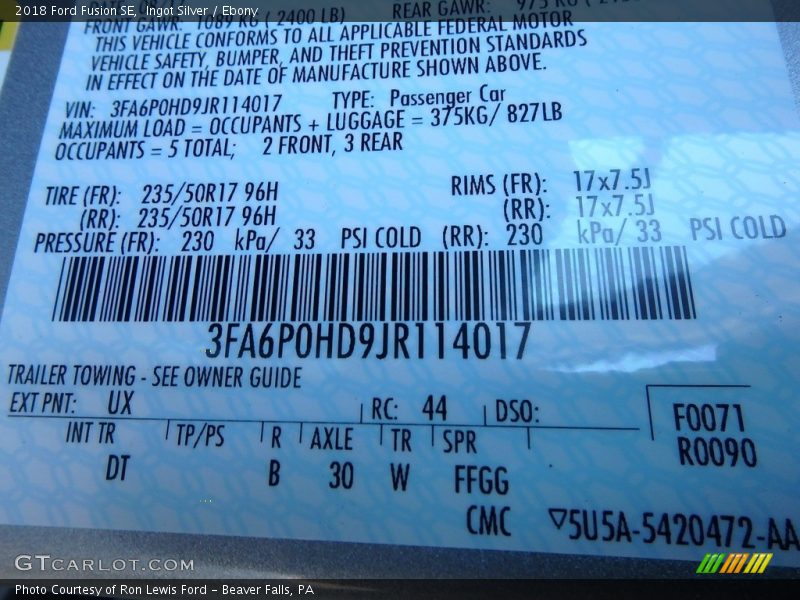 2018 Ford Fusion SE, Ingot Silver / Ebony
FRONT GAWR: 1089 KG ( 2400 LB) REAR GAWR: 975 KG
THIS VEHICLE CONFORMS TO ALL APPLICABLE FEDERAL MOTOR
VEHICLE SAFETY, BUMPER, AND THEFT PREVENTION STANDARDS
IN EFFECT ON THE DATE OF MANUFACTURE SHOWN ABOVE.
VIN: 3FA6P0HD9JR114017 TYPE: Passenger Car
MAXIMUM LOAD = OCCUPANTS + LUGGAGE = 375KG/ 827LB
OCCUPANTS = 5 TOTAL; 2 FRONT, 3 REAR
TIRE (FR): 235/50R17 96H RIMS (FR): 17x7.5J
(RR): 235/50R17 96H (RR): 17x7.5J
PRESSURE (FR): 230 kPa/ 33 PSI COLD (RR): 230 kPa/ 33 PSI COLD
3FA6P0HD9JR114017
TRAILER TOWING - SEE OWNER GUIDE
EXT PNT: UX RC: 44 DSO:
INT TR TP/PS R AXLE TR SPR
DT B 30 W FFGG
CMC
F0071
R0090
▽5U5A-5420472-AA
GTCARLOT.COM
Photo Courtesy of Ron Lewis Ford – Beaver Falls, PA